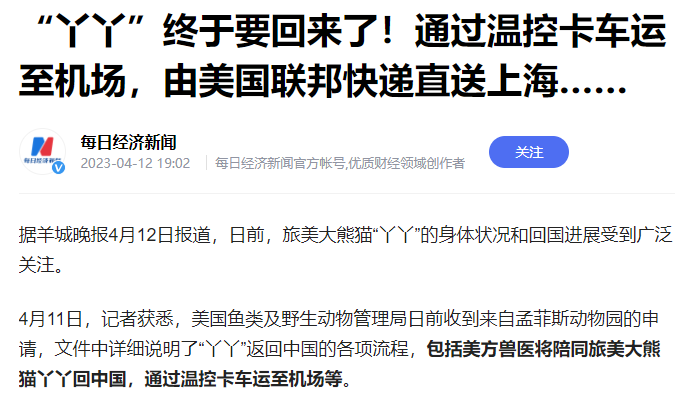 “丫丫”终于要回来了！通过温控卡车运
至机场，由美国联邦快递直送上海……
每日经济新闻
每日经济新闻
2023-04-12 19:02
每日经济新闻官方帐号,优质财经领域创作者
关注
据羊城晚报4月12日报道，日前，旅美大熊猫“丫丫”的身体状况和回国进展受到广泛
关注。
4月11日，记者获悉，美国鱼类及野生动物管理局日前收到来自孟菲斯动物园的申
请，文件中详细说明了“丫丫”返回中国的各项流程，包括美方兽医将陪同旅美大熊
猫丫丫回中国，通过温控卡车运至机场等。